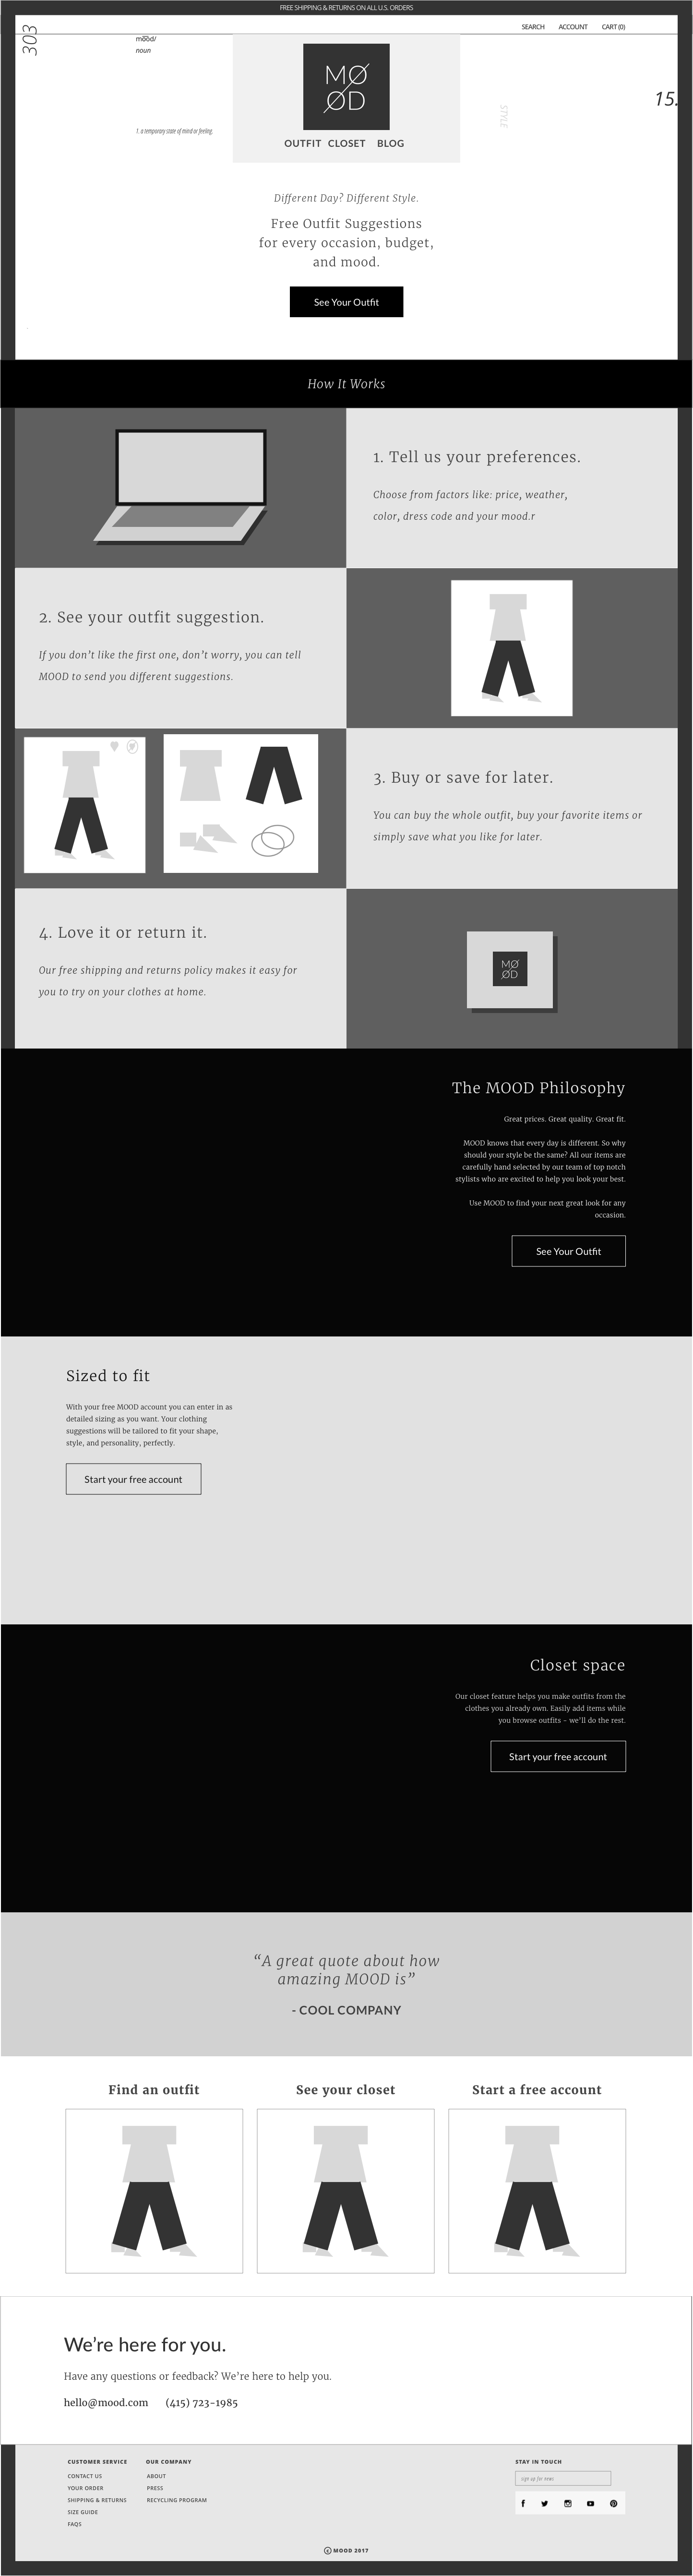 FREE SHIPPING & RETURNS ON ALL U.S. ORDERS
SEARCH ACCOUNT CART (0)
303
mōōd/
noun
1. a temporary state of mind or feeling.
MØ
ØD
OUTFIT CLOSET BLOG
STYLE
15.
Different Day? Different Style.
Free Outfit Suggestions
for every occasion, budget,
and mood.
See Your Outfit
How It Works
1. Tell us your preferences.
Choose from factors like: price, weather,
color, dress code and your mood.r
2. See your outfit suggestion.
If you don’t like the first one, don’t worry, you can tell
MOOD to send you different suggestions.
3. Buy or save for later.
You can buy the whole outfit, buy your favorite items or
simply save what you like for later.
4. Love it or return it.
Our free shipping and returns policy makes it easy for
you to try on your clothes at home.
MØ
ØD
The MOOD Philosophy
Great prices. Great quality. Great fit.
MOOD knows that every day is different. So why
should your style be the same? All our items are
carefully hand selected by our team of top notch
stylists who are excited to help you look your best.
Use MOOD to find your next great look for any
occasion.
See Your Outfit
Sized to fit
With your free MOOD account you can enter in as
detailed sizing as you want. Your clothing
suggestions will be tailored to fit your shape,
style, and personality, perfectly.
Start your free account
Closet space
Our closet feature helps you make outfits from the
clothes you already own. Easily add items while
you browse outfits - we’ll do the rest.
Start your free account
“A great quote about how
amazing MOOD is”
- COOL COMPANY
Find an outfit
See your closet
Start a free account
We’re here for you.
Have any questions or feedback? We’re here to help you.
hello@mood.com (415) 723-1985
CUSTOMER SERVICE
CONTACT US
YOUR ORDER
SHIPPING & RETURNS
SIZE GUIDE
FAQS
OUR COMPANY
ABOUT
PRESS
RECYCLING PROGRAM
STAY IN TOUCH
sign up for news
© MOOD 2017